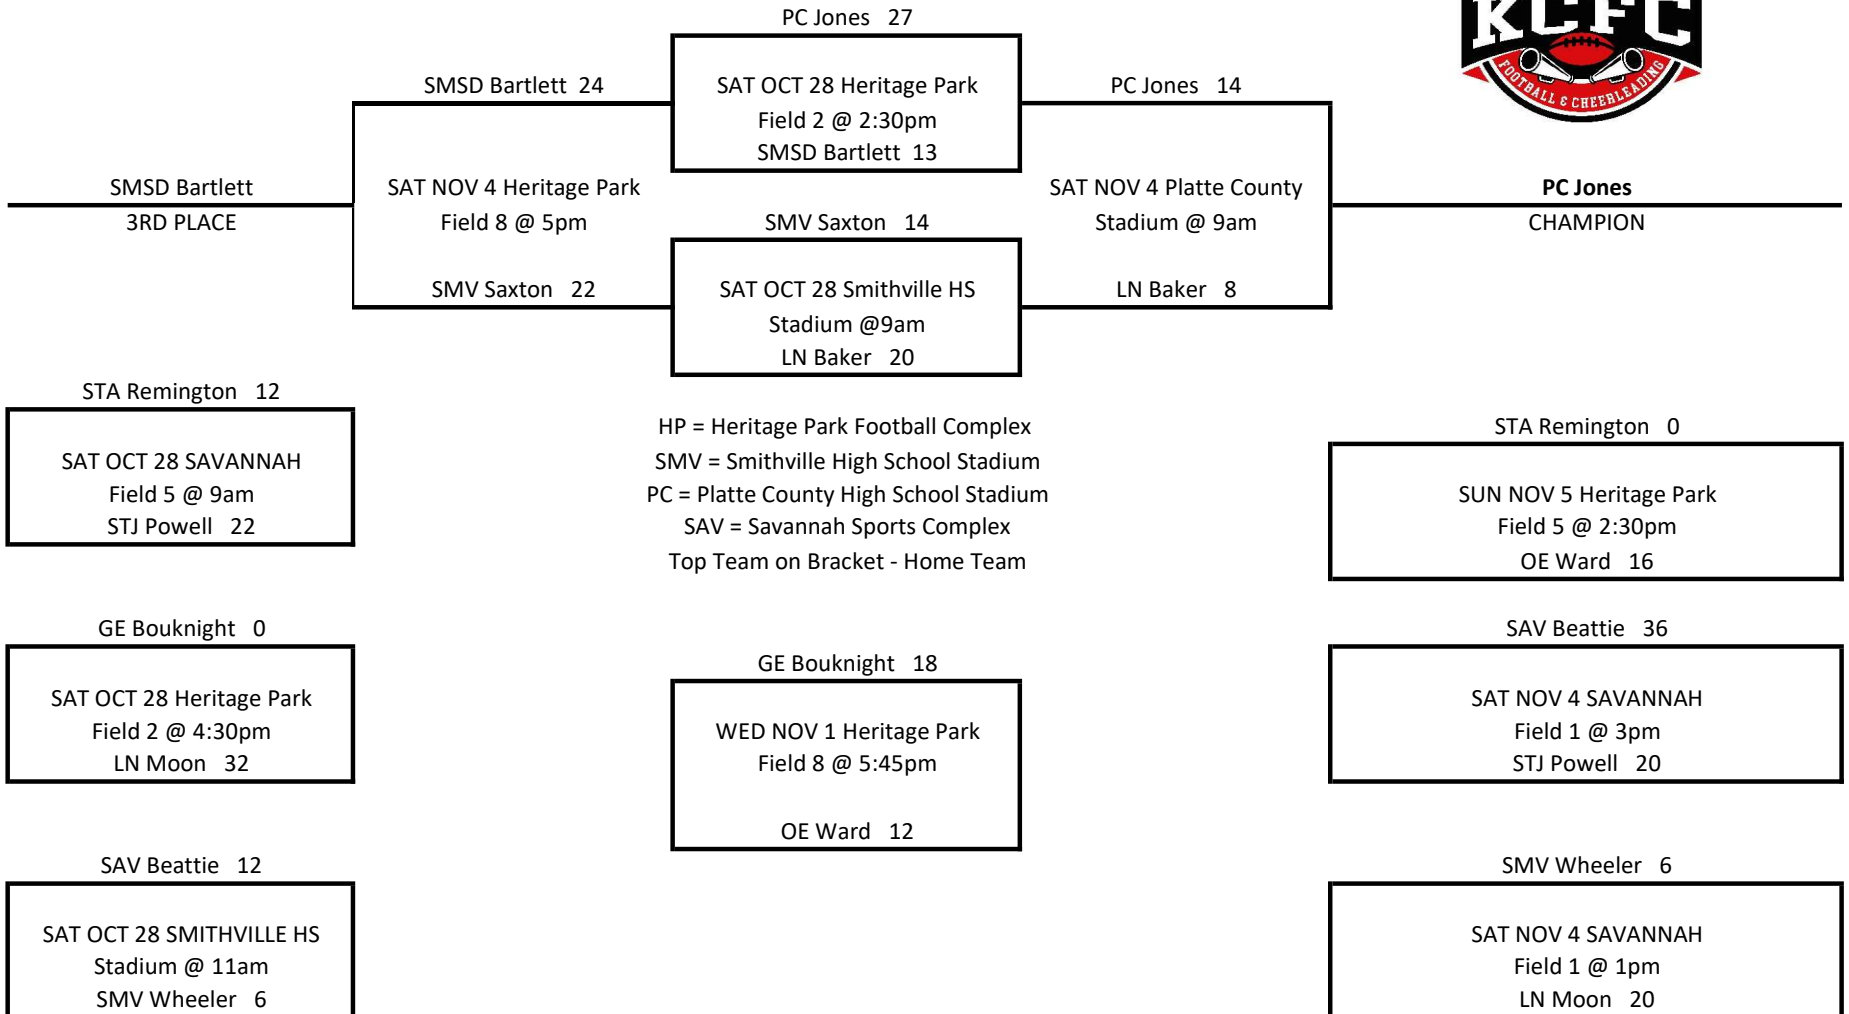 PC Jones 27
KCFC
FOOTBALL & CHEERLEADING
SMSD Bartlett 24
SAT OCT 28 Heritage Park
Field 2 @ 2:30pm
SMSD Bartlett 13
PC Jones 14
SMSD Bartlett
3RD PLACE
SAT NOV 4 Heritage Park
Field 8 @ 5pm
SMV Saxton 14
SAT NOV 4 Platte County
Stadium @ 9am
PC Jones
CHAMPION
SMV Saxton 22
SAT OCT 28 Smithville HS
Stadium @9am
LN Baker 20
LN Baker 8
STA Remington 12
SAT OCT 28 SAVANNAH
Field 5 @ 9am
STJ Powell 22
HP = Heritage Park Football Complex
SMV = Smithville High School Stadium
PC = Platte County High School Stadium
SAV = Savannah Sports Complex
Top Team on Bracket - Home Team
STA Remington 0
SUN NOV 5 Heritage Park
Field 5 @ 2:30pm
OE Ward 16
GE Bouknight 0
SAT OCT 28 Heritage Park
Field 2 @ 4:30pm
LN Moon 32
GE Bouknight 18
WED NOV 1 Heritage Park
Field 8 @ 5:45pm
OE Ward 12
SAV Beattie 36
SAT NOV 4 SAVANNAH
Field 1 @ 3pm
STJ Powell 20
SAV Beattie 12
SAT OCT 28 SMITHVILLE HS
Stadium @ 11am
SMV Wheeler 6
SMV Wheeler 6
SAT NOV 4 SAVANNAH
Field 1 @ 1pm
LN Moon 20